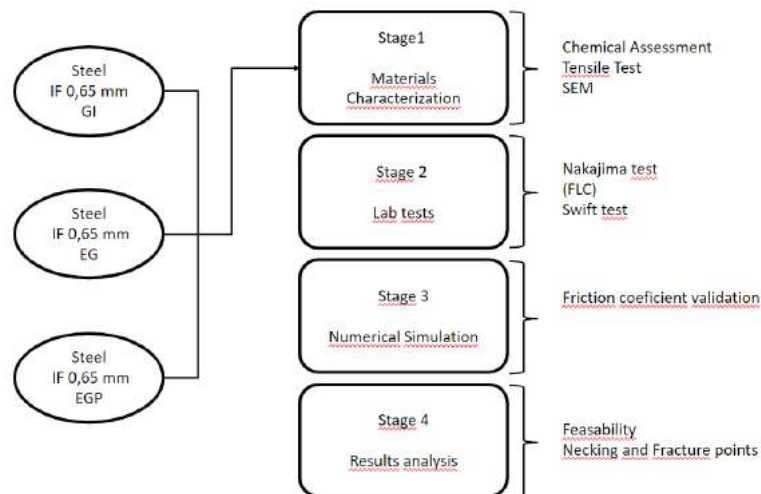 Steel
IF 0,65 mm
GI
Steel
IF 0,65 mm
EG
Steel
IF 0,65 mm
EGP
Stage1
Materials
Characterization
Chemical Assessment
Tensile Test
SEM
Stage 2
Lab tests
Nakajima test
(FLC)
Swift test
Stage 3
Numerical Simulation
Friction coeficient validation
Stage 4
Results analysis
Feasability
Necking and Fracture points